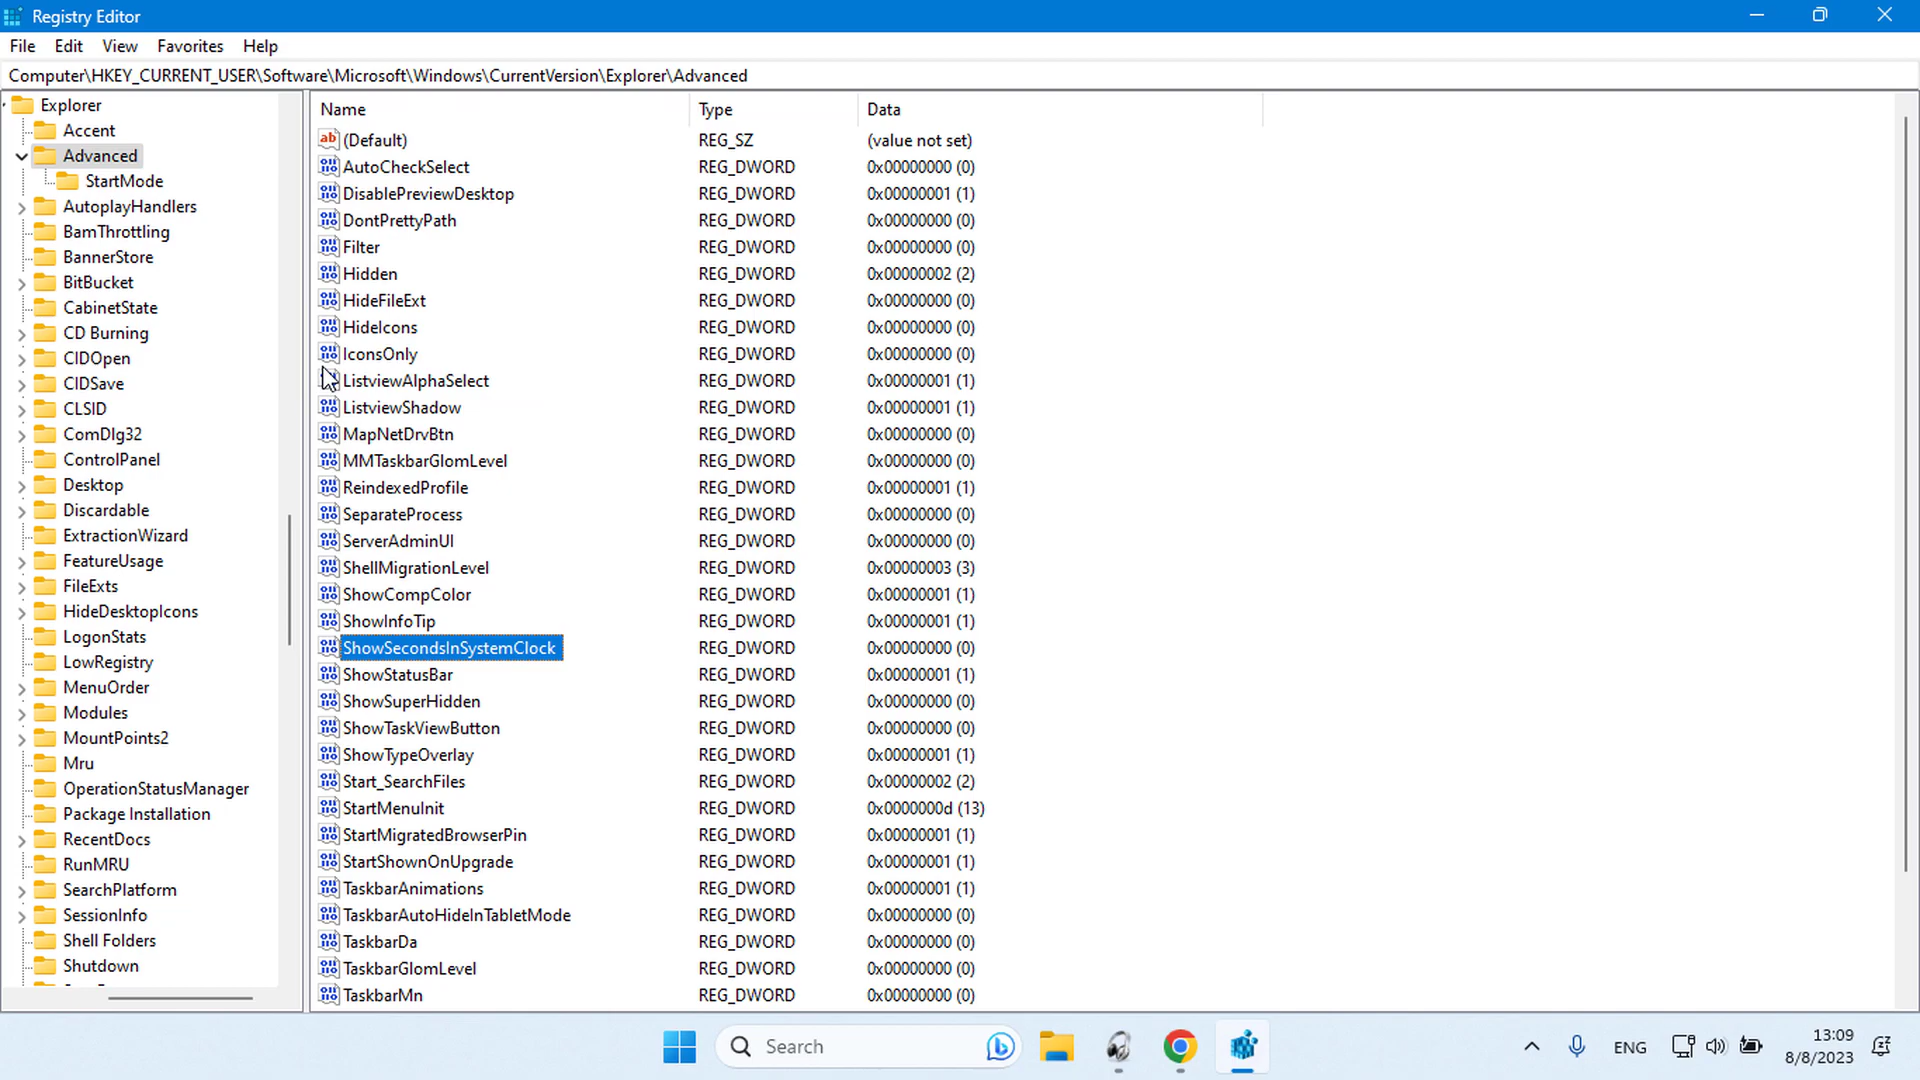 Registry Editor
File Edit View Favorites Help
Computer\HKEY_CURRENT_USER\Software\Microsoft\Windows\CurrentVersion\Explorer\Advanced
Explorer
Accent
Advanced
StartMode
AutoplayHandlers
BamThrottling
BannerStore
BitBucket
CabinetState
CD Burning
CIDOpen
CIDSave
CLSID
ComDlg32
ControlPanel
Desktop
Discardable
ExtractionWizard
FeatureUsage
FileExts
HideDesktopIcons
LogonStats
LowRegistry
MenuOrder
Modules
MountPoints2
Mru
OperationStatusManager
Package Installation
RecentDocs
RunMRU
SearchPlatform
SessionInfo
Shell Folders
Shutdown
Name Type Data
(Default) REG_SZ (value not set)
AutoCheckSelect REG_DWORD 0x00000000 (0)
DisablePreviewDesktop REG_DWORD 0x00000001 (1)
DontPrettyPath REG_DWORD 0x00000000 (0)
Filter REG_DWORD 0x00000000 (0)
Hidden REG_DWORD 0x00000002 (2)
HideFileExt REG_DWORD 0x00000000 (0)
HideIcons REG_DWORD 0x00000000 (0)
IconsOnly REG_DWORD 0x00000000 (0)
ListviewAlphaSelect REG_DWORD 0x00000001 (1)
ListviewShadow REG_DWORD 0x00000001 (1)
MapNetDrvBtn REG_DWORD 0x00000000 (0)
MMTaskbarGlomLevel REG_DWORD 0x00000000 (0)
ReindexedProfile REG_DWORD 0x00000001 (1)
SeparateProcess REG_DWORD 0x00000000 (0)
ServerAdminUI REG_DWORD 0x00000000 (0)
ShellMigrationLevel REG_DWORD 0x00000003 (3)
ShowCompColor REG_DWORD 0x00000001 (1)
ShowInfoTip REG_DWORD 0x00000001 (1)
ShowSecondsInSystemClock REG_DWORD 0x00000000 (0)
ShowStatusBar REG_DWORD 0x00000001 (1)
ShowSuperHidden REG_DWORD 0x00000000 (0)
ShowTaskViewButton REG_DWORD 0x00000000 (0)
ShowTypeOverlay REG_DWORD 0x00000001 (1)
Start_SearchFiles REG_DWORD 0x00000002 (2)
StartMenuInit REG_DWORD 0x0000000d (13)
StartMigratedBrowserPin REG_DWORD 0x00000001 (1)
StartShownOnUpgrade REG_DWORD 0x00000001 (1)
TaskbarAnimations REG_DWORD 0x00000001 (1)
TaskbarAutoHideInTabletMode REG_DWORD 0x00000000 (0)
TaskbarDa REG_DWORD 0x00000000 (0)
TaskbarGlomLevel REG_DWORD 0x00000000 (0)
TaskbarMn REG_DWORD 0x00000000 (0)
Search
ENG
13:09
8/8/2023